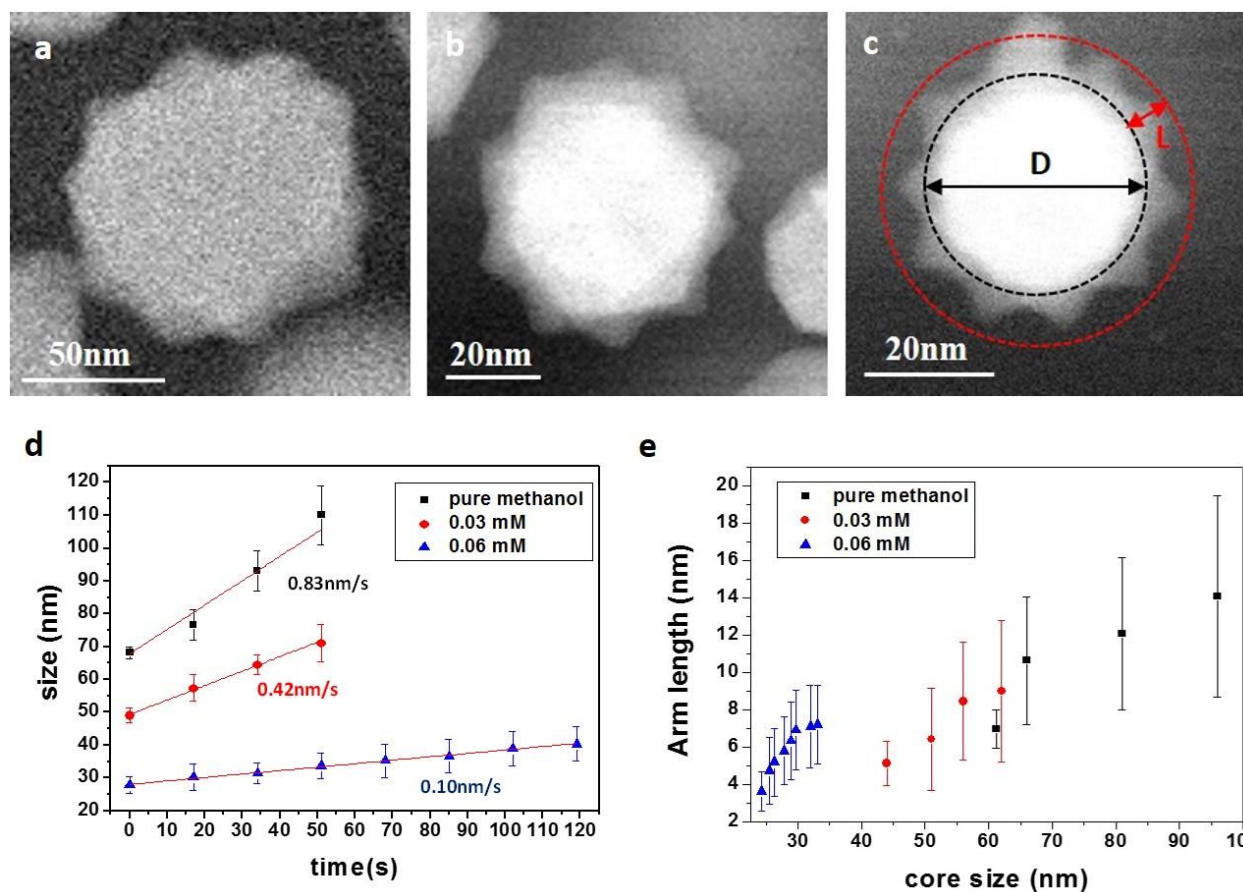 a
50nm
b
20nm
c
D
L
20nm
d
size (nm)
120
110
100
90
80
70
60
50
40
30
20
pure methanol
0.03 mM
0.06 mM
0.83nm/s
0.42nm/s
0.10nm/s
0 10 20 30 40 50 60 70 80 90 100 110 120
time(s)
e
Arm length (nm)
20
18
16
14
12
10
8
6
4
2
pure methanol
0.03 mM
0.06 mM
30 40 50 60 70 80 90 10
core size (nm)